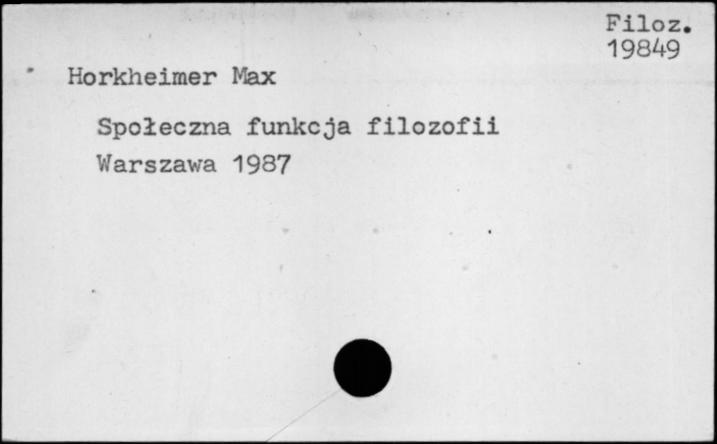 Filoz.
19849
Horkheimer Max
Społeczna funkcja filozofii
Warszawa 1987